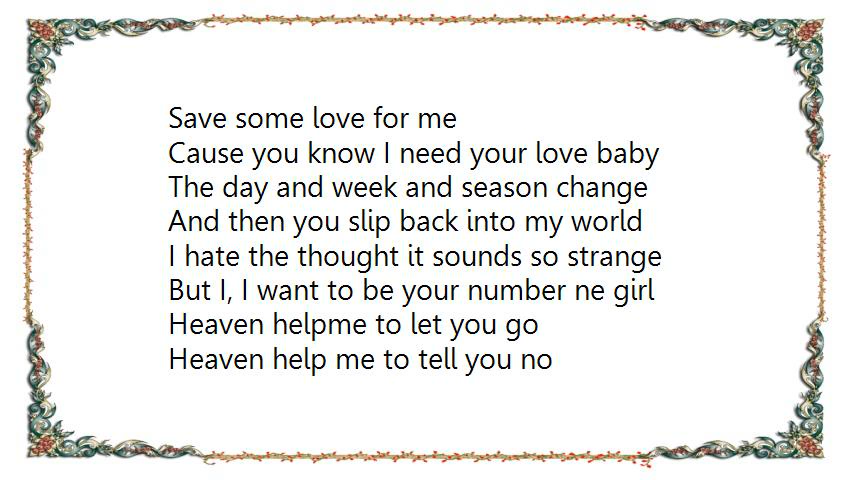 Save some love for me
Cause you know I need your love baby
The day and week and season change
And then you slip back into my world
I hate the thought it sounds so strange
But I, I want to be your number ne girl
Heaven helpme to let you go
Heaven help me to tell you no